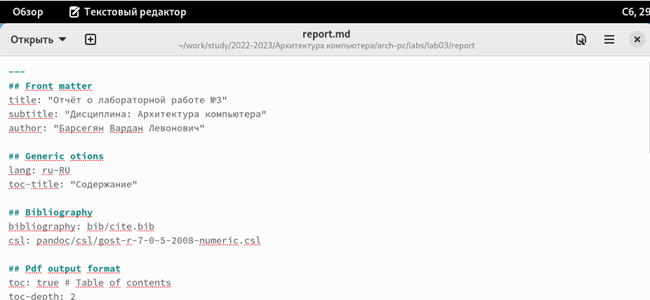 Обзор Текстовый редактор Сб, 29
Открыть report.md
~/work/study/2022-2023/Архитектура компьютера/arch-pc/labs/lab03/report
---
## Front matter
title: "Отчёт о лабораторной работе №3"
subtitle: "Дисциплина: Архитектура компьютера"
author: "Барсегян Вардан Левонович"
## Generic otions
lang: ru-RU
toc-title: "Содержание"
## Bibliography
bibliography: bib/cite.bib
csl: pandoc/csl/gost-r-7-0-5-2008-numeric.csl
## Pdf output format
toc: true # Table of contents
toc-depth: 2